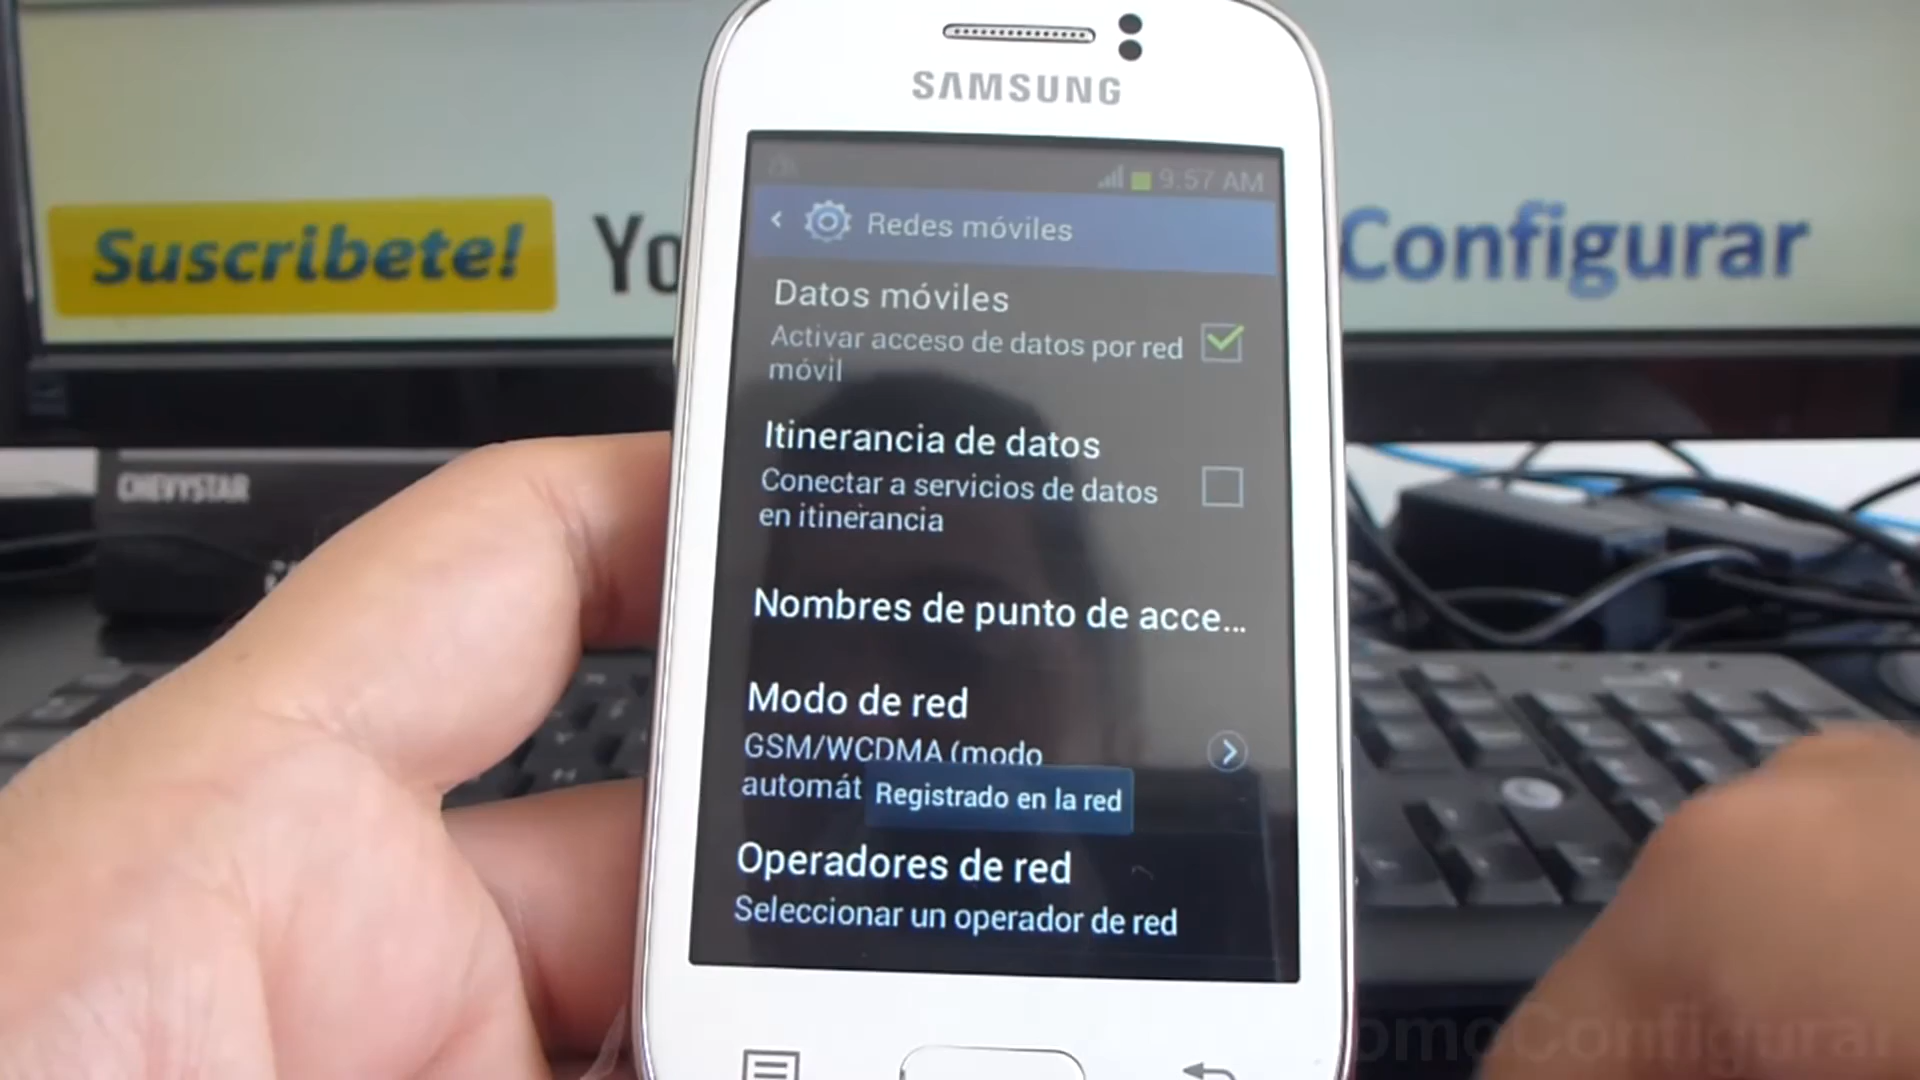 SAMSUNG
9:57 AM
Redes móviles
Datos móviles
Activar acceso de datos por red
móvil
Itinerancia de datos
Conectar a servicios de datos
en itinerancia
Nombres de punto de acce...
Modo de red
GSM/WCDMA (modo
automát
Registrado en la red
Operadores de red
Seleccionar un operador de red
Suscribete!
Yo
Configurar
CHEVYSTAR
omoConfigurar